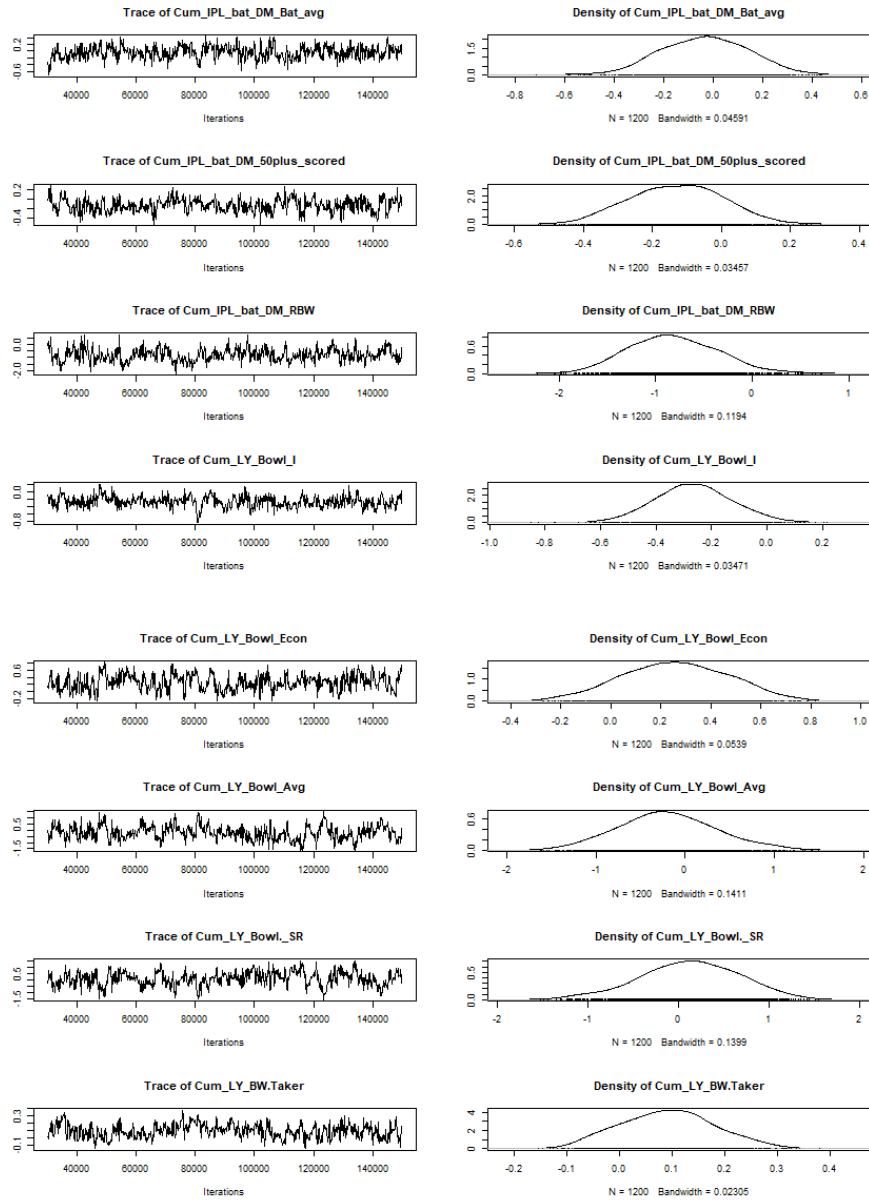 Trace of Cum_IPL_bat_DM_Bat_avg
Density of Cum_IPL_bat_DM_Bat_avg
-0.6 0.2
0.0 1.5
40000 60000 80000 100000 120000 140000
-0.8 -0.6 -0.4 -0.2 0.0 0.2 0.4 0.6
Iterations
N = 1200 Bandwidth = 0.04591
Trace of Cum_IPL_bat_DM_50plus_scored
Density of Cum_IPL_bat_DM_50plus_scored
-0.4 0.2
0.0 2.0
40000 60000 80000 100000 120000 140000
-0.6 -0.4 -0.2 0.0 0.2 0.4
Iterations
N = 1200 Bandwidth = 0.03457
Trace of Cum_IPL_bat_DM_RBW
Density of Cum_IPL_bat_DM_RBW
-2.0 0.0
0.0 0.6
40000 60000 80000 100000 120000 140000
-2 -1 0 1
Iterations
N = 1200 Bandwidth = 0.1194
Trace of Cum_LY_Bowl_I
Density of Cum_LY_Bowl_I
-0.8 0.0
0.0 2.0
40000 60000 80000 100000 120000 140000
-1.0 -0.8 -0.6 -0.4 -0.2 0.0 0.2
Iterations
N = 1200 Bandwidth = 0.03471
Trace of Cum_LY_Bowl_Econ
Density of Cum_LY_Bowl_Econ
-0.2 0.6
0.0 1.0
40000 60000 80000 100000 120000 140000
-0.4 -0.2 0.0 0.2 0.4 0.6 0.8 1.0
Iterations
N = 1200 Bandwidth = 0.0539
Trace of Cum_LY_Bowl_Avg
Density of Cum_LY_Bowl_Avg
-1.5 0.5
0.0 0.6
40000 60000 80000 100000 120000 140000
-2 -1 0 1 2
Iterations
N = 1200 Bandwidth = 0.1411
Trace of Cum_LY_Bowl._SR
Density of Cum_LY_Bowl._SR
-1.5 0.5
0.0 0.5
40000 60000 80000 100000 120000 140000
-2 -1 0 1 2
Iterations
N = 1200 Bandwidth = 0.1399
Trace of Cum_LY_BW.Taker
Density of Cum_LY_BW.Taker
-0.1 0.3
0 2 4
40000 60000 80000 100000 120000 140000
-0.2 -0.1 0.0 0.1 0.2 0.3 0.4
Iterations
N = 1200 Bandwidth = 0.02305